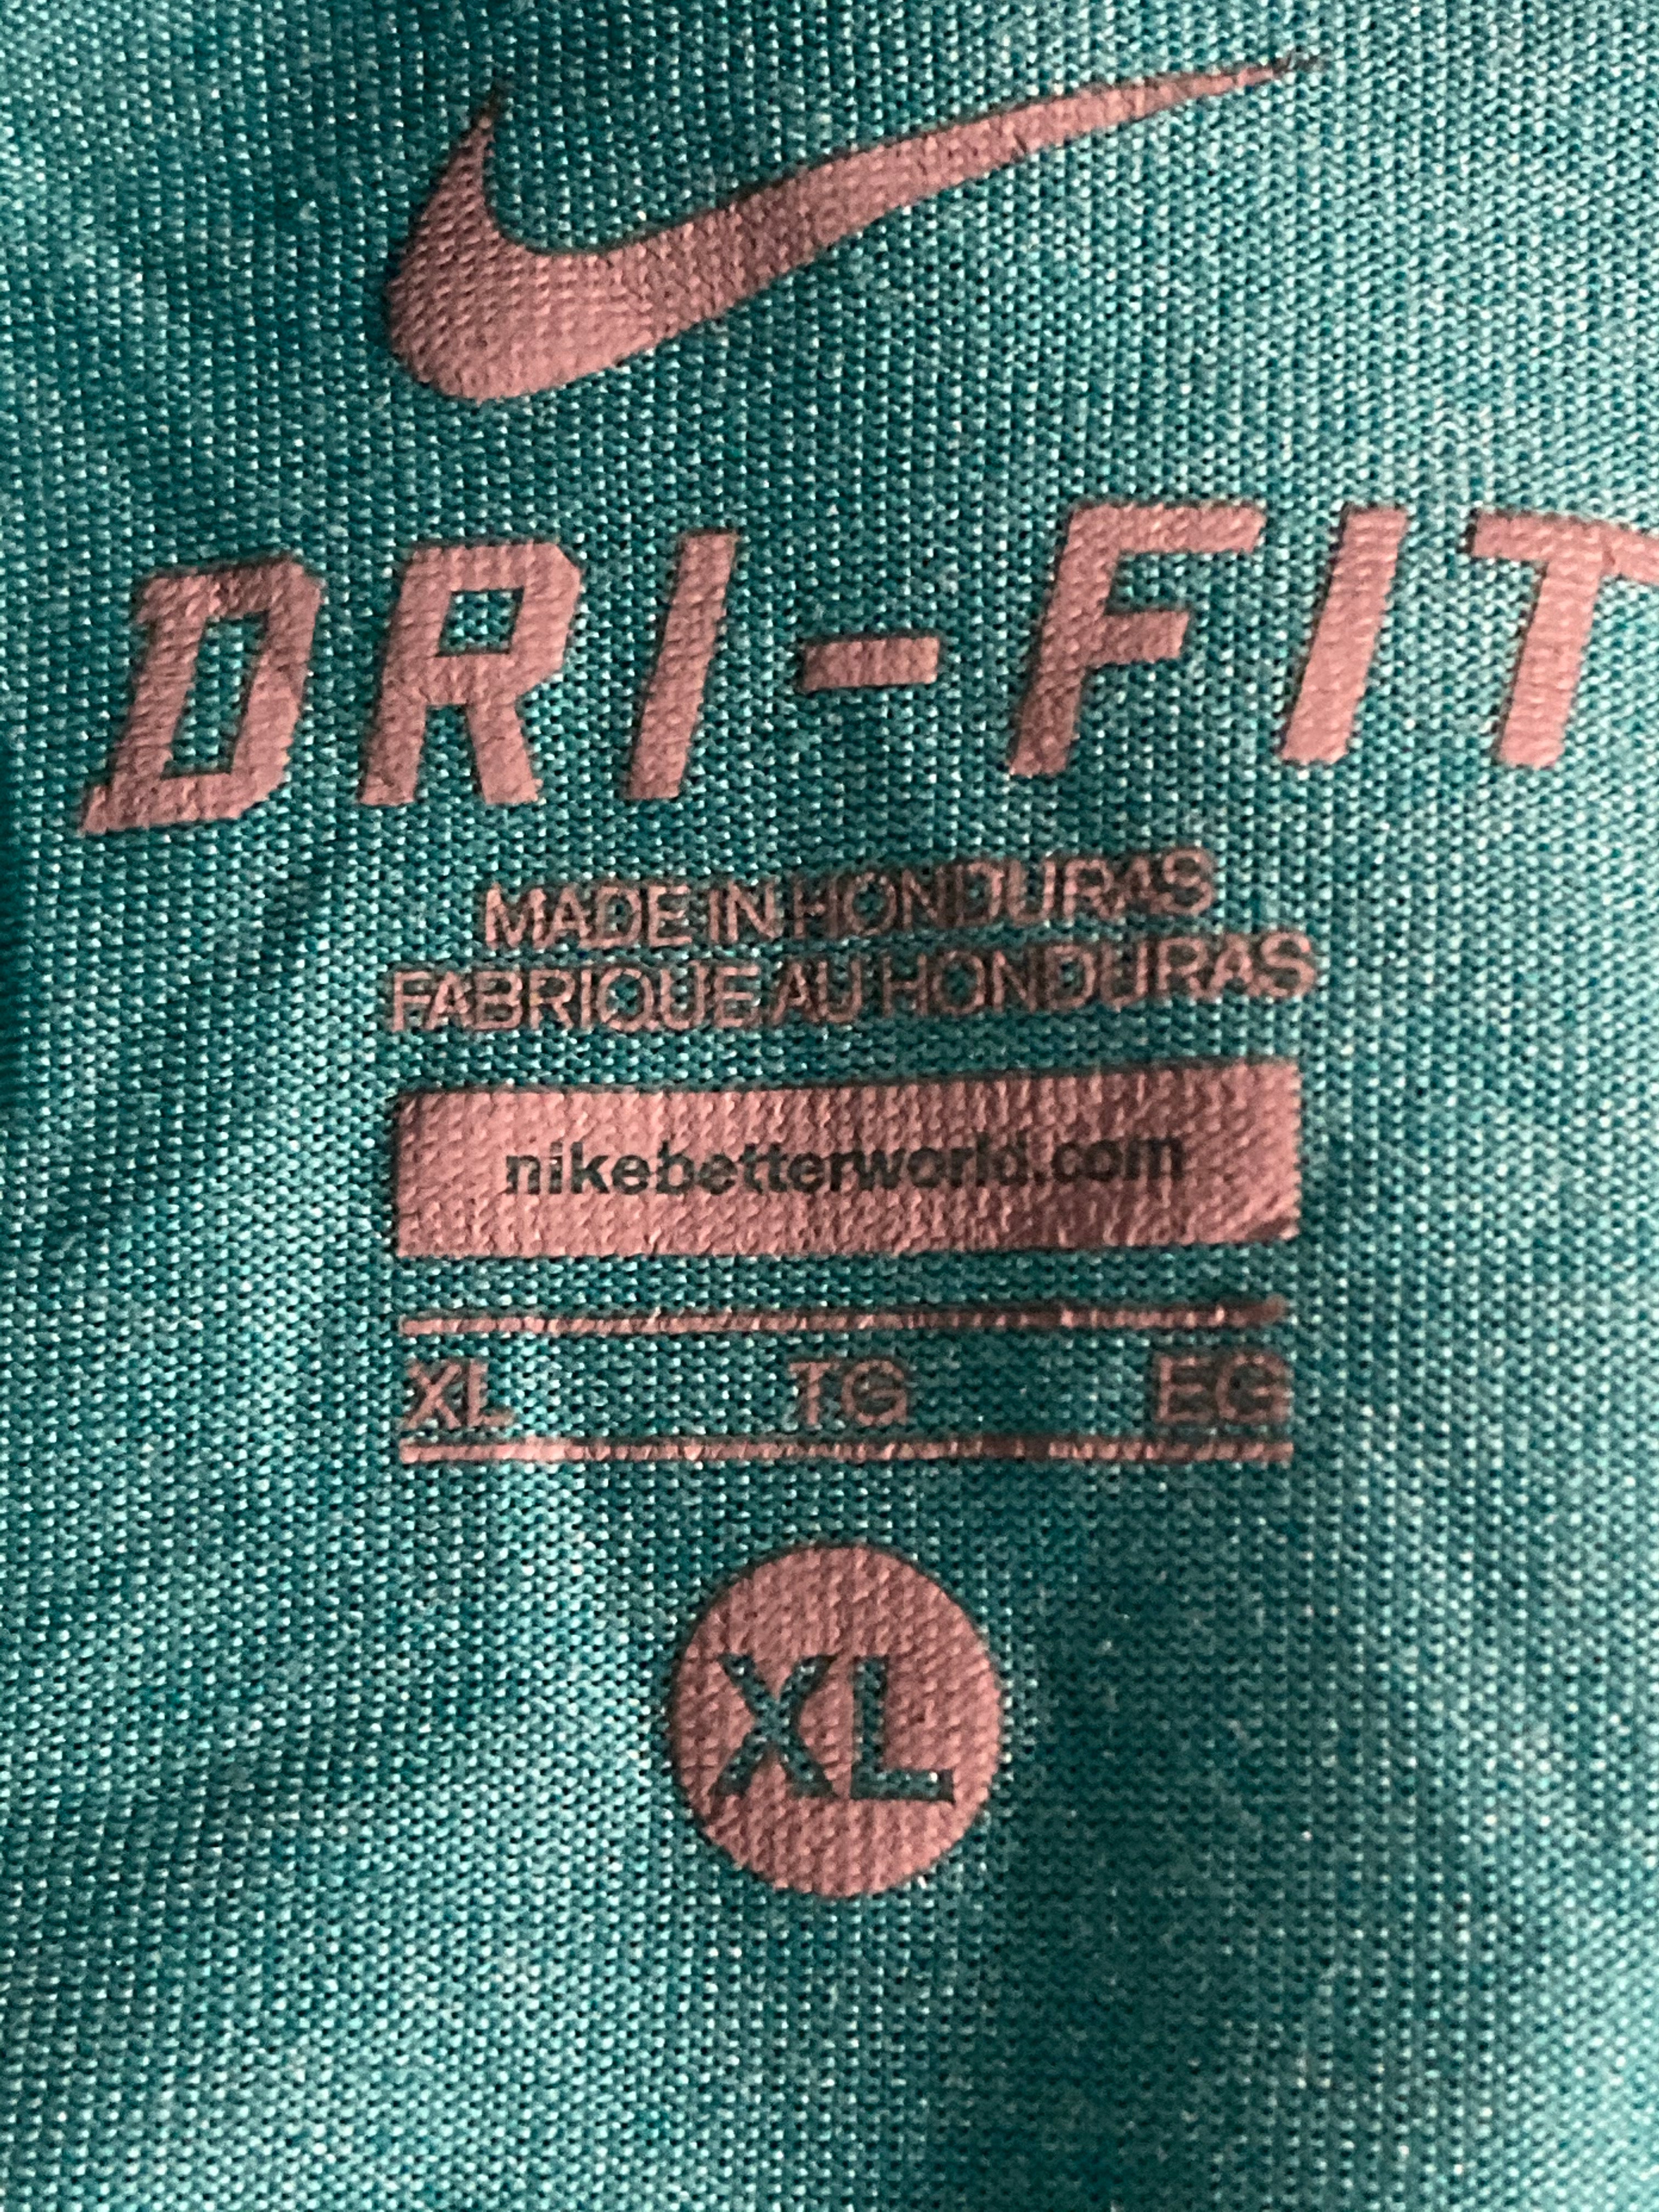 DRI-FIT
MADE IN HONDURAS
FABRIQUE AU HONDURAS
nikebetterworld.com
XL TG EG
XL